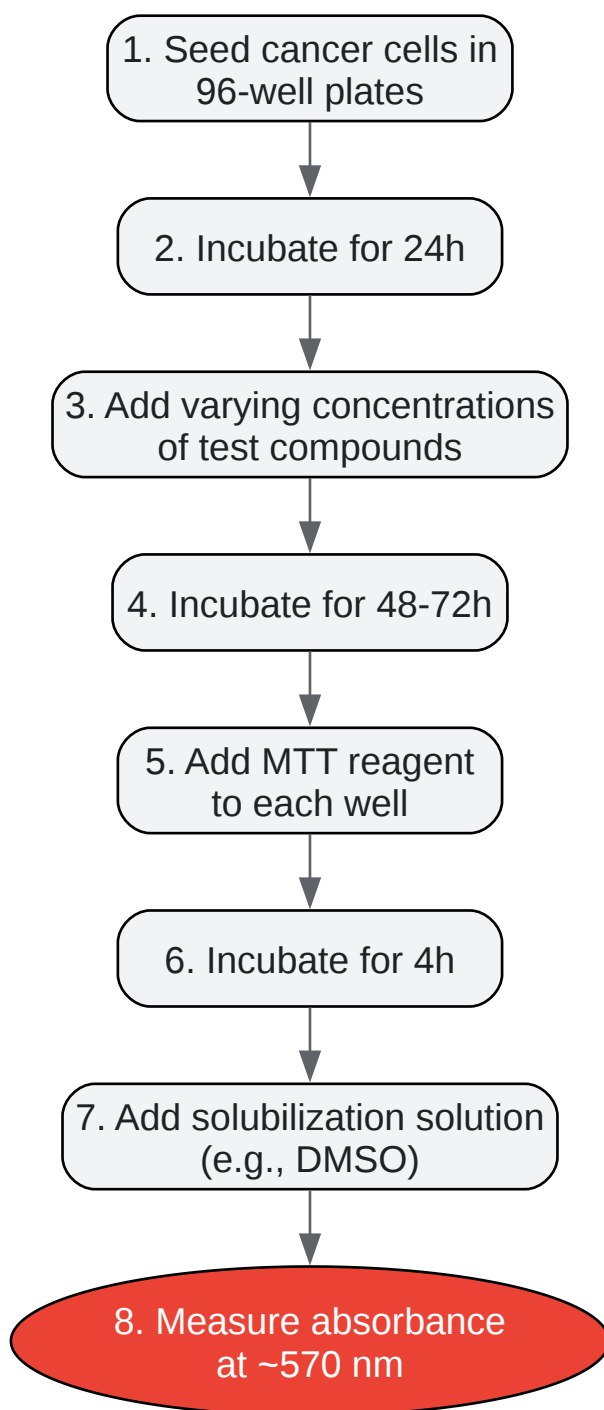 1. Seed cancer cells in
96-well plates
2. Incubate for 24h
3. Add varying concentrations
of test compounds
4. Incubate for 48-72h
5. Add MTT reagent
to each well
6. Incubate for 4h
7. Add solubilization solution
(e.g., DMSO)
8. Measure absorbance
at ~570 nm